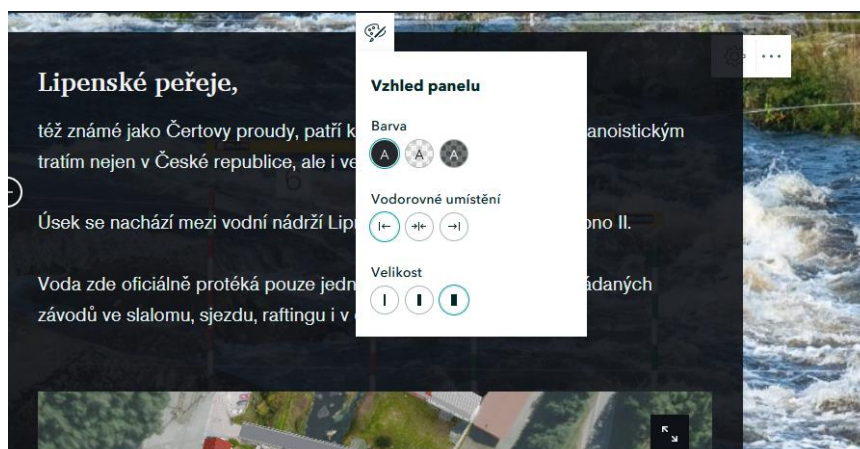 Lipenské peřeje,
též známé jako Čertovy proudy, patří k
anoistickým
tratím nejen v České republice, ale i ve
Úsek se nachází mezi vodní nádrží Lip
ono II.
Voda zde oficiálně protéká pouze jedn
ádaných
závodů ve slalomu, sjezdu, raftingu i v
Vzhled panelu
Barva
A A A
Vodorovné umístění
Velikost